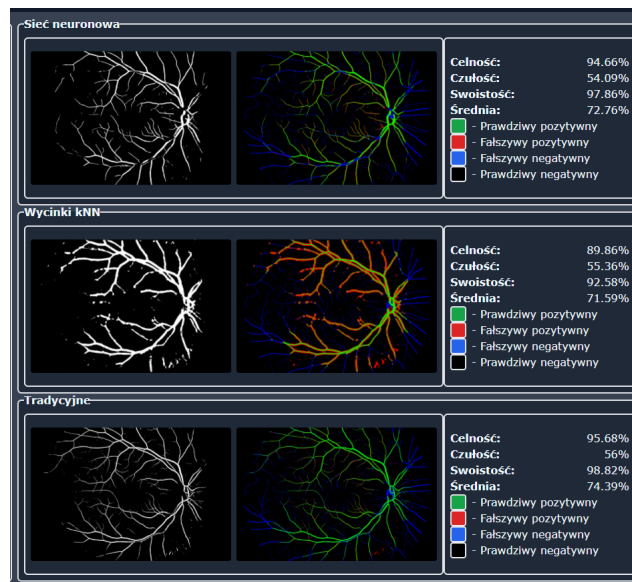 Sieć neuronowa
Celność: 94.66%
Czułość: 54.09%
Swoistość: 97.86%
Średnia: 72.76%
- Prawdziwy pozytywny
- Fałszywy pozytywny
- Fałszywy negatywny
- Prawdziwy negatywny
Wycinki kNN
Celność: 89.86%
Czułość: 55.36%
Swoistość: 92.58%
Średnia: 71.59%
- Prawdziwy pozytywny
- Fałszywy pozytywny
- Fałszywy negatywny
- Prawdziwy negatywny
Tradycyjne
Celność: 95.68%
Czułość: 56%
Swoistość: 98.82%
Średnia: 74.39%
- Prawdziwy pozytywny
- Fałszywy pozytywny
- Fałszywy negatywny
- Prawdziwy negatywny